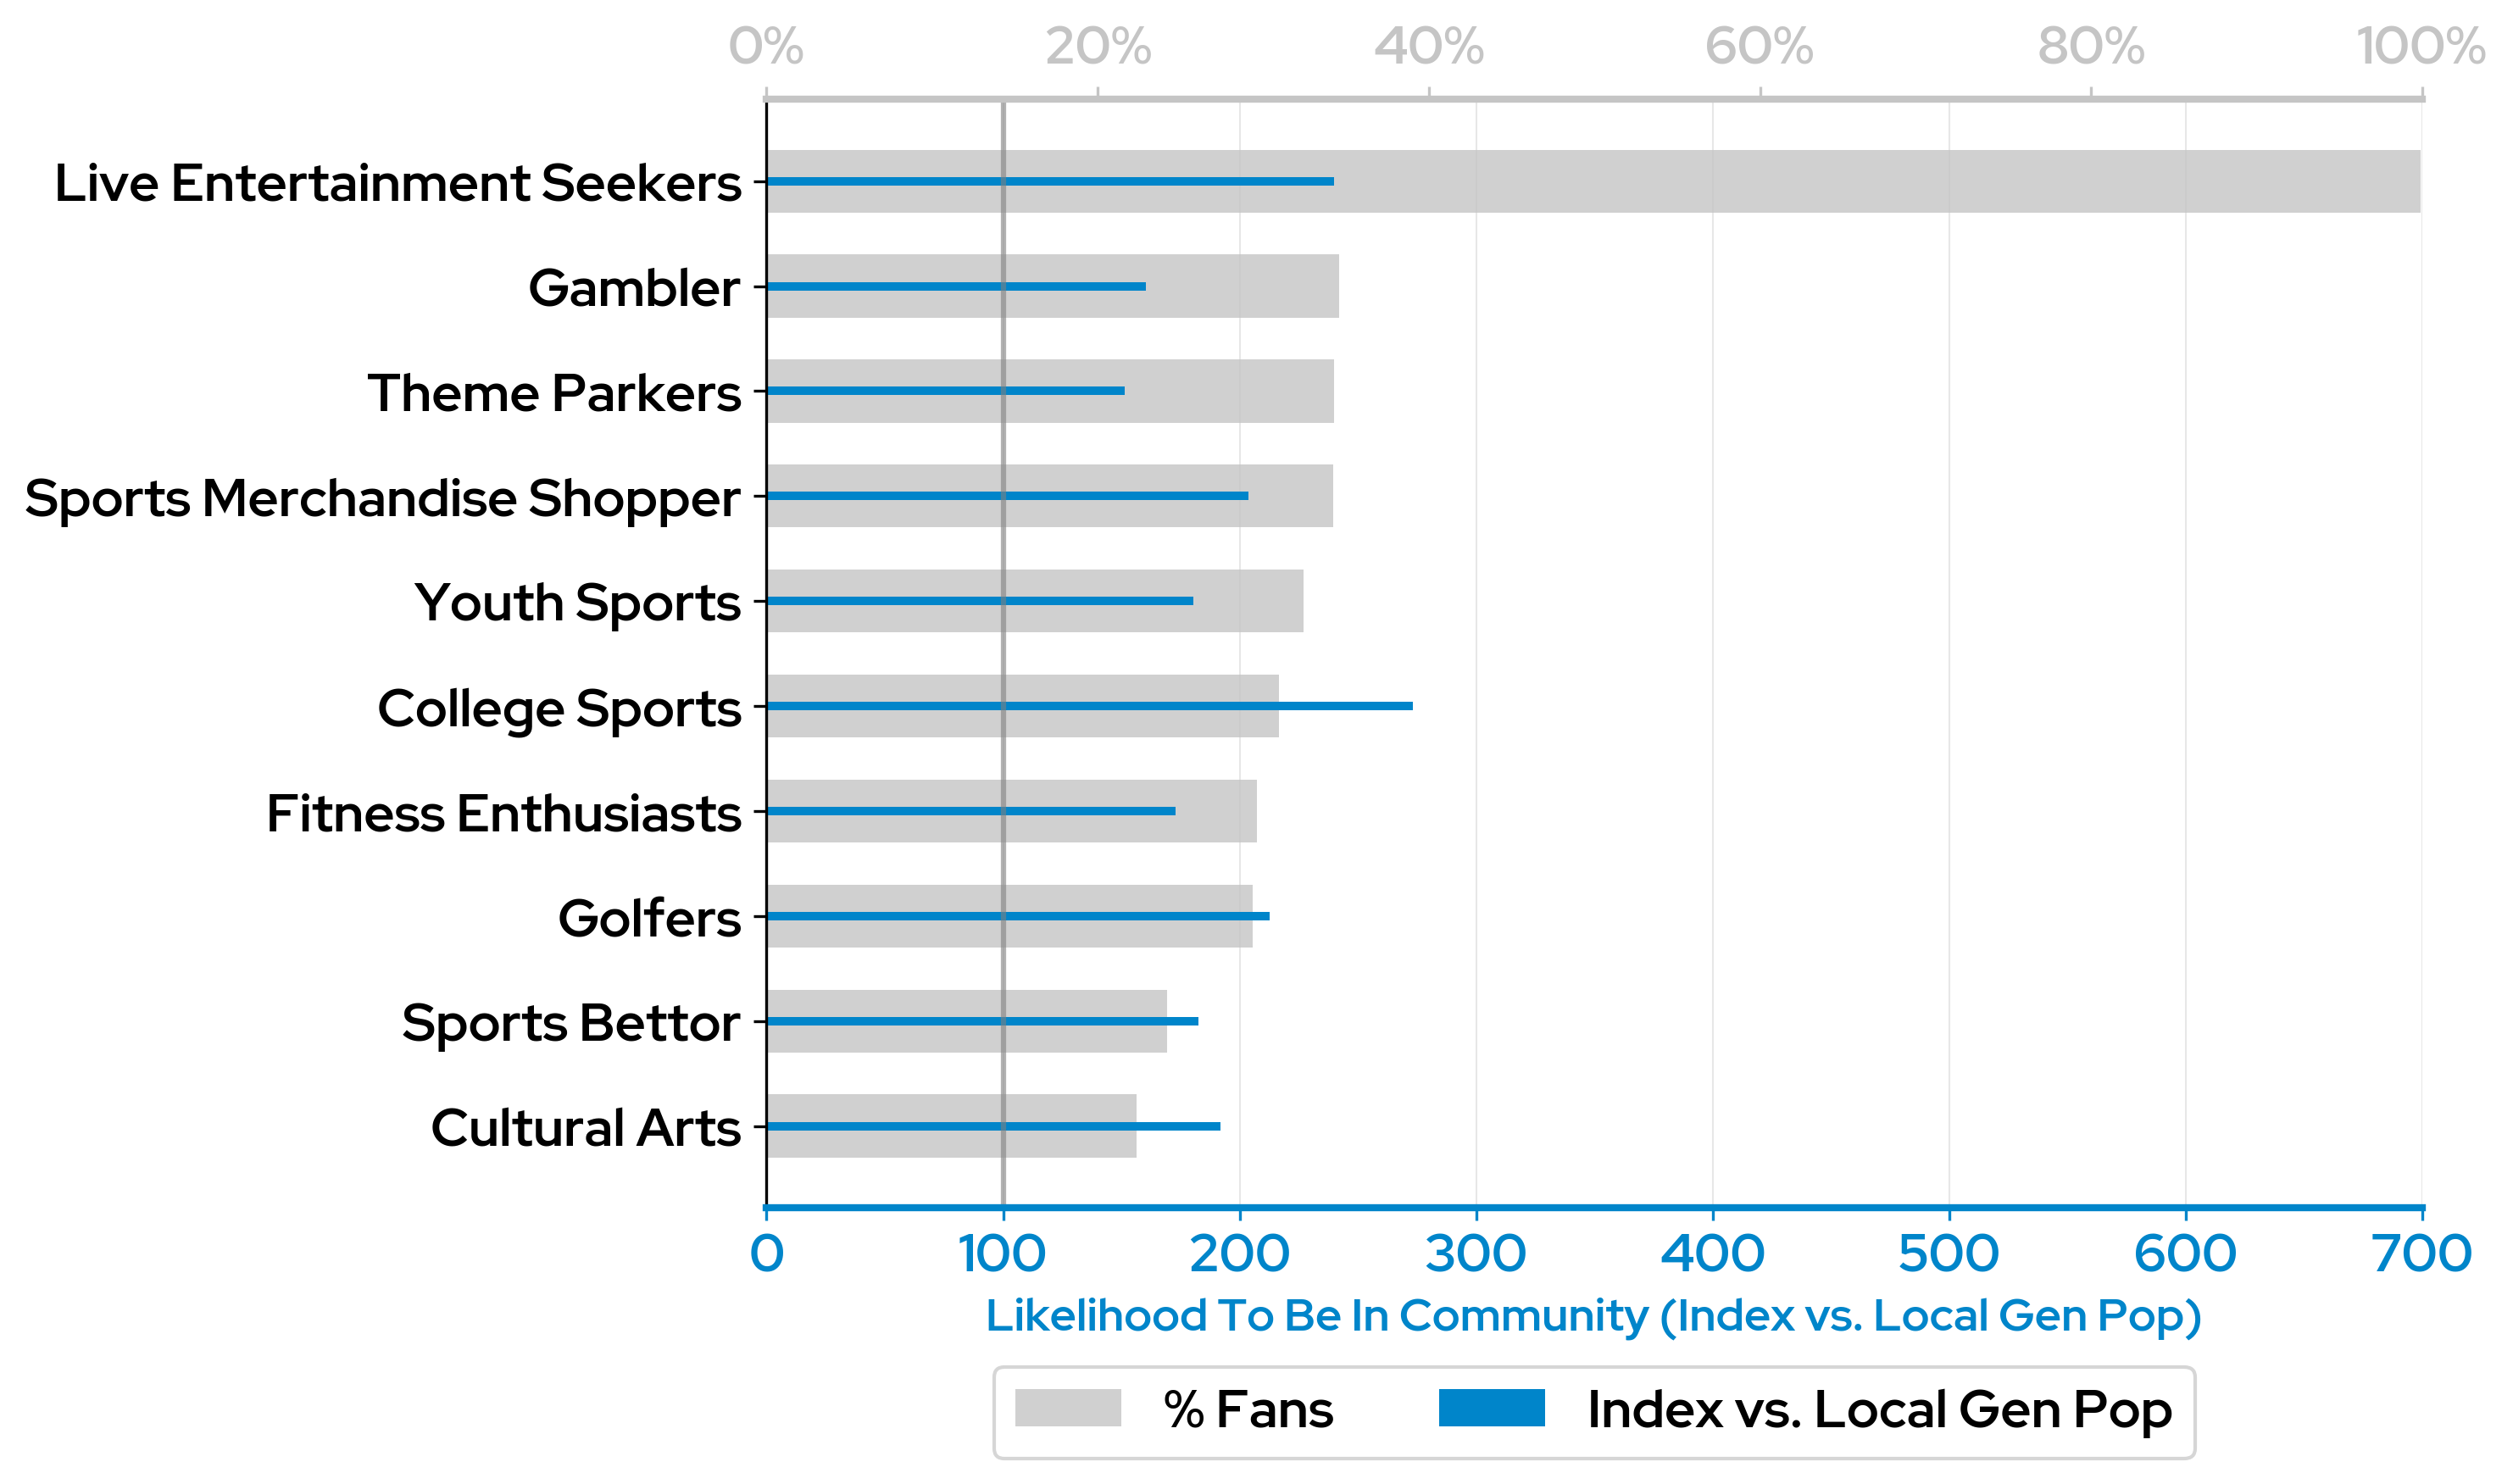 0% 20% 40% 60% 80% 100%
Live Entertainment Seekers
Gambler
Theme Parkers
Sports Merchandise Shopper
Youth Sports
College Sports
Fitness Enthusiasts
Golfers
Sports Bettor
Cultural Arts
0 100 200 300 400 500 600 700
Likelihood To Be In Community (Index vs. Local Gen Pop)
% Fans Index vs. Local Gen Pop